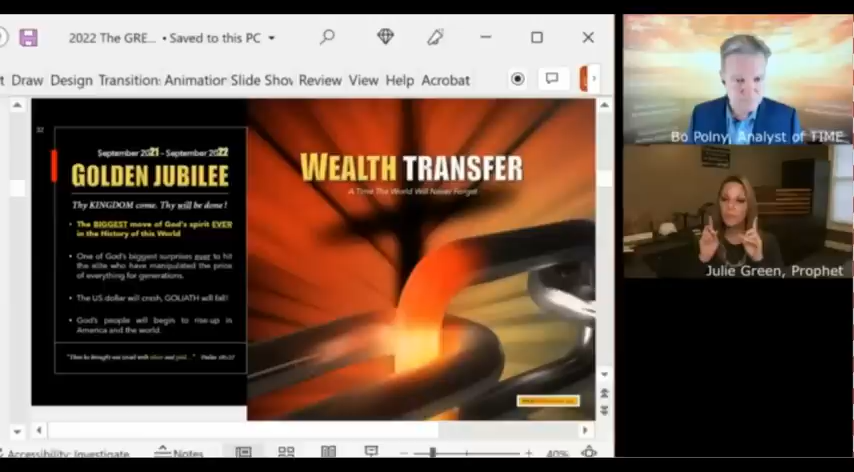 2022 The GRE... • Saved to this PC
t Draw Design Transition: Animation Slide Shov Review View Help Acrobat
32
September 2021 - September 2022
GOLDEN JUBILEE
Thy KINGDOM come. Thy will be done!
• The BIGGEST move of God's spirit EVER
in the History of this World
• One of God's biggest surprises ever to hit
the elite who have manipulated the price
of everything for generations.
• The US dollar will crash, GOLIATH will fall!
• God's people will begin to rise-up in
America and the world.
WEALTH TRANSFER
A Time The World Will Never Forget
Bo Polny, Analyst of TIME
Julie Green, Prophet
Accessibility: Investigate
Notes
40%